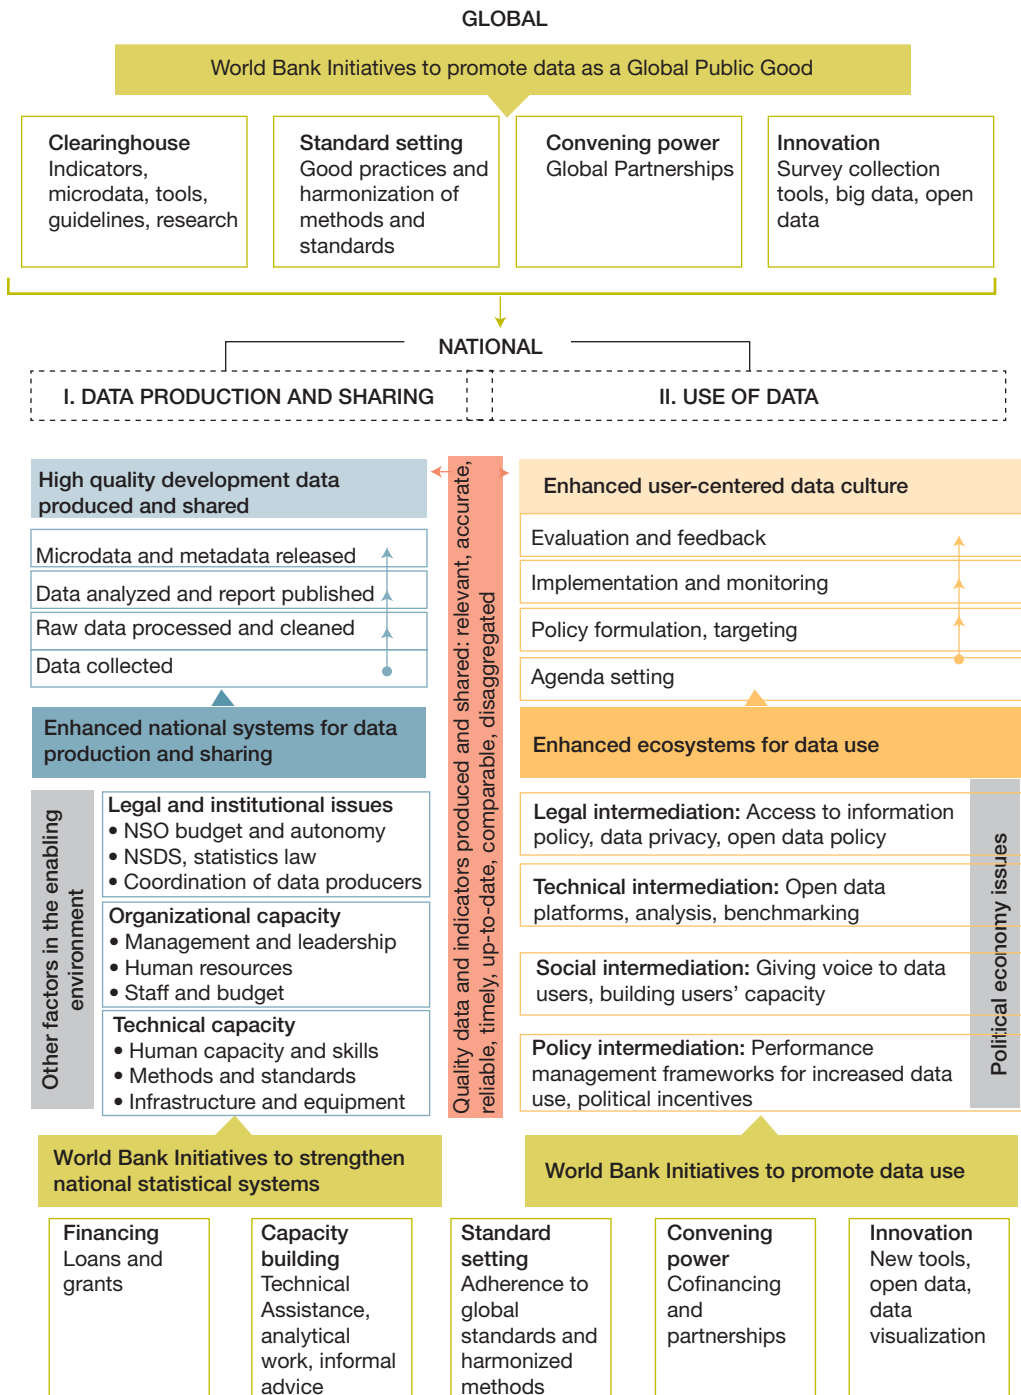 GLOBAL
World Bank Initiatives to promote data as a Global Public Good
Clearinghouse
Indicators,
microdata, tools,
guidelines, research
Standard setting
Good practices and
harmonization of
methods and
standards
Convening power
Global Partnerships
Innovation
Survey collection
tools, big data, open
data
NATIONAL
I. DATA PRODUCTION AND SHARING
II. USE OF DATA
High quality development data
produced and shared
Microdata and metadata released
Data analyzed and report published
Raw data processed and cleaned
Data collected
Enhanced national systems for data
production and sharing
Other factors in the enabling
environment
Legal and institutional issues
• NSO budget and autonomy
• NSDS, statistics law
• Coordination of data producers
Organizational capacity
• Management and leadership
• Human resources
• Staff and budget
Technical capacity
• Human capacity and skills
• Methods and standards
• Infrastructure and equipment
Quality data and indicators produced and shared: relevant, accurate,
reliable, timely, up-to-date, comparable, disaggregated
Enhanced user-centered data culture
Evaluation and feedback
Implementation and monitoring
Policy formulation, targeting
Agenda setting
Enhanced ecosystems for data use
Legal intermediation: Access to information
policy, data privacy, open data policy
Technical intermediation: Open data
platforms, analysis, benchmarking
Social intermediation: Giving voice to data
users, building users’ capacity
Policy intermediation: Performance
management frameworks for increased data
use, political incentives
Political economy issues
World Bank Initiatives to strengthen
national statistical systems
World Bank Initiatives to promote data use
Financing
Loans and
grants
Capacity
building
Technical
Assistance,
analytical
work, informal
advice
Standard
setting
Adherence to
global
standards and
harmonized
methods
Convening
power
Cofinancing
and
partnerships
Innovation
New tools,
open data,
data
visualization